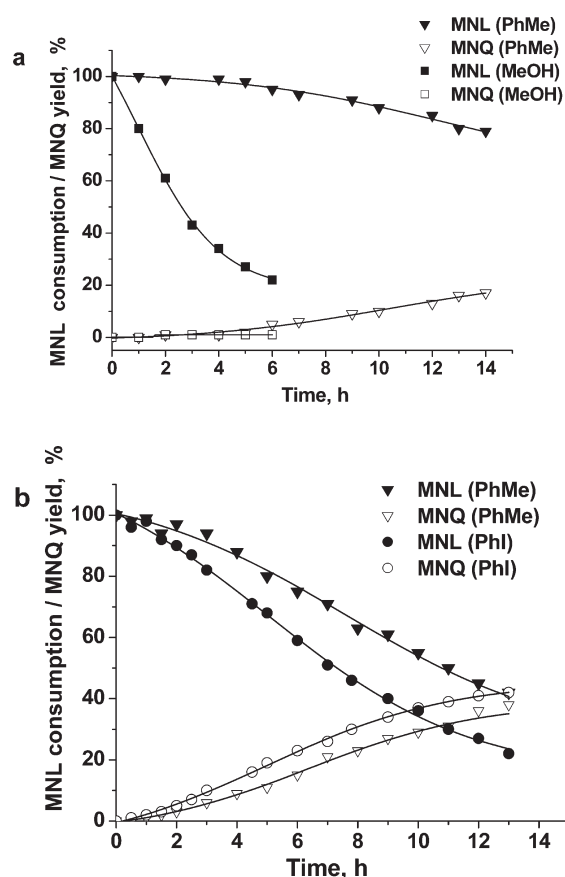 a
MNL (PhMe)
MNQ (PhMe)
MNL (MeOH)
MNQ (MeOH)
MNL consumption / MNQ yield, %
100
80
60
40
20
0
0 2 4 6 8 10 12 14
Time, h
b
MNL (PhMe)
MNQ (PhMe)
MNL (PhI)
MNQ (PhI)
MNL consumption / MNQ yield, %
100
80
60
40
20
0
0 2 4 6 8 10 12 14
Time, h